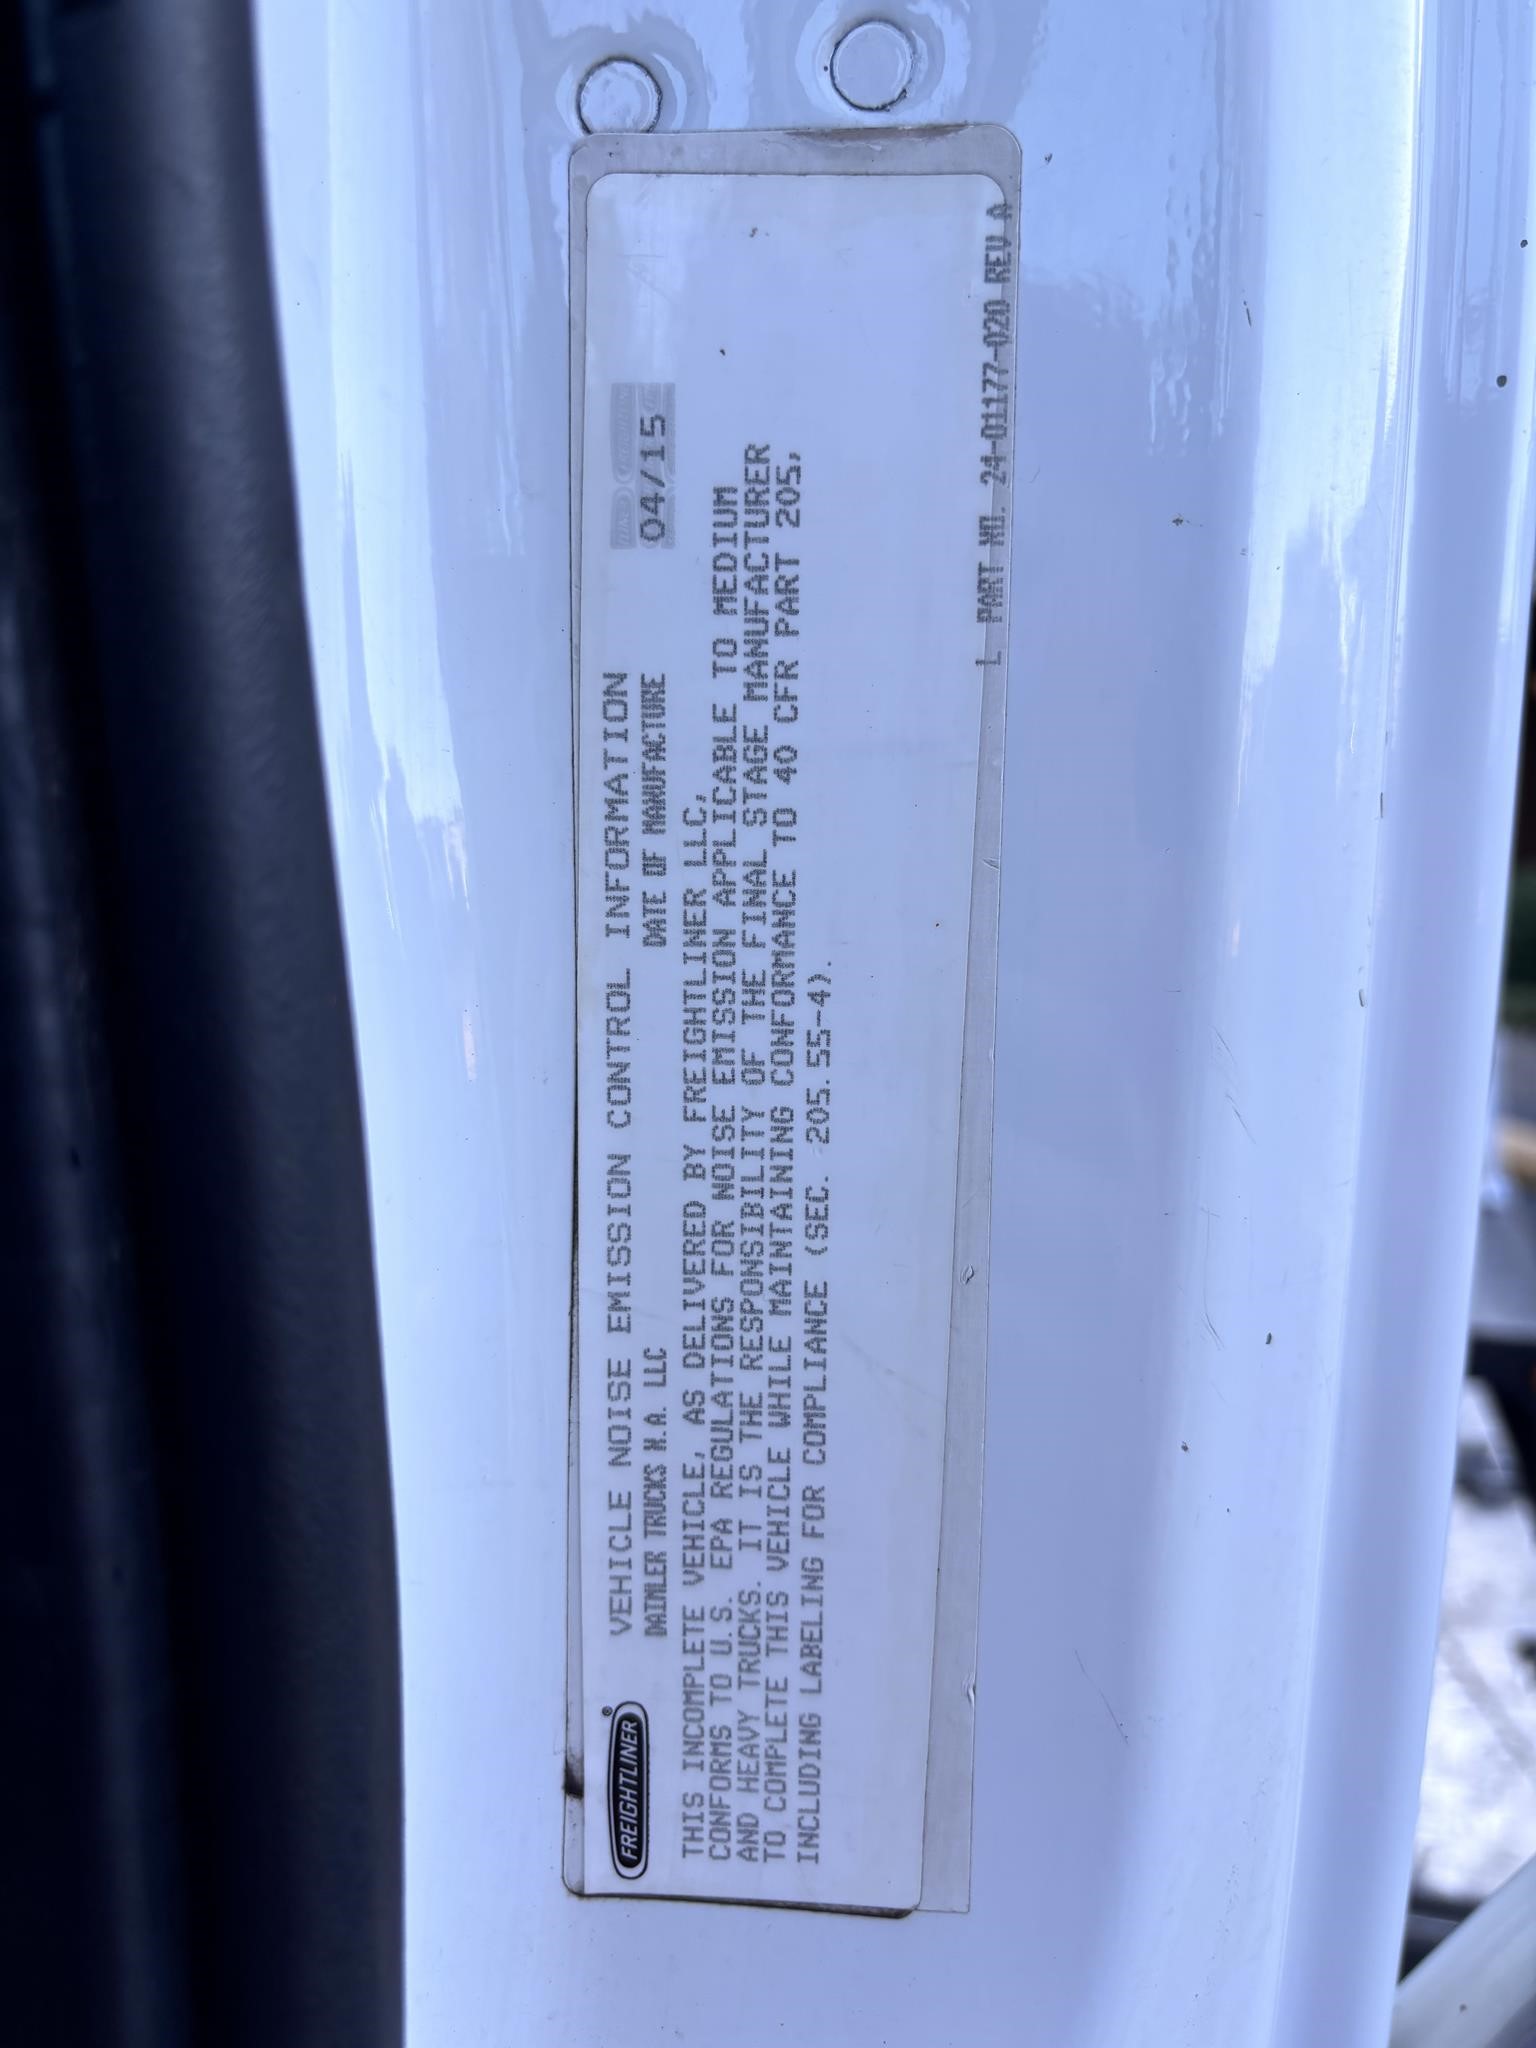 FREIGHTLINER®
VEHICLE NOISE EMISSION CONTROL INFORMATION
DAIMLER TRUCKS N.A. LLC DATE OF MANUFACTURE 04/15
THIS INCOMPLETE VEHICLE, AS DELIVERED BY FREIGHTLINER LLC,
CONFORMS TO U.S. EPA REGULATIONS FOR NOISE EMISSION APPLICABLE TO MEDIUM
AND HEAVY TRUCKS. IT IS THE RESPONSIBILITY OF THE FINAL STAGE MANUFACTURER
TO COMPLETE THIS VEHICLE WHILE MAINTAINING CONFORMANCE TO 40 CFR PART 205,
INCLUDING LABELING FOR COMPLIANCE (SEC. 205.55-4).
L PART NO. 24-01177-020 REV A